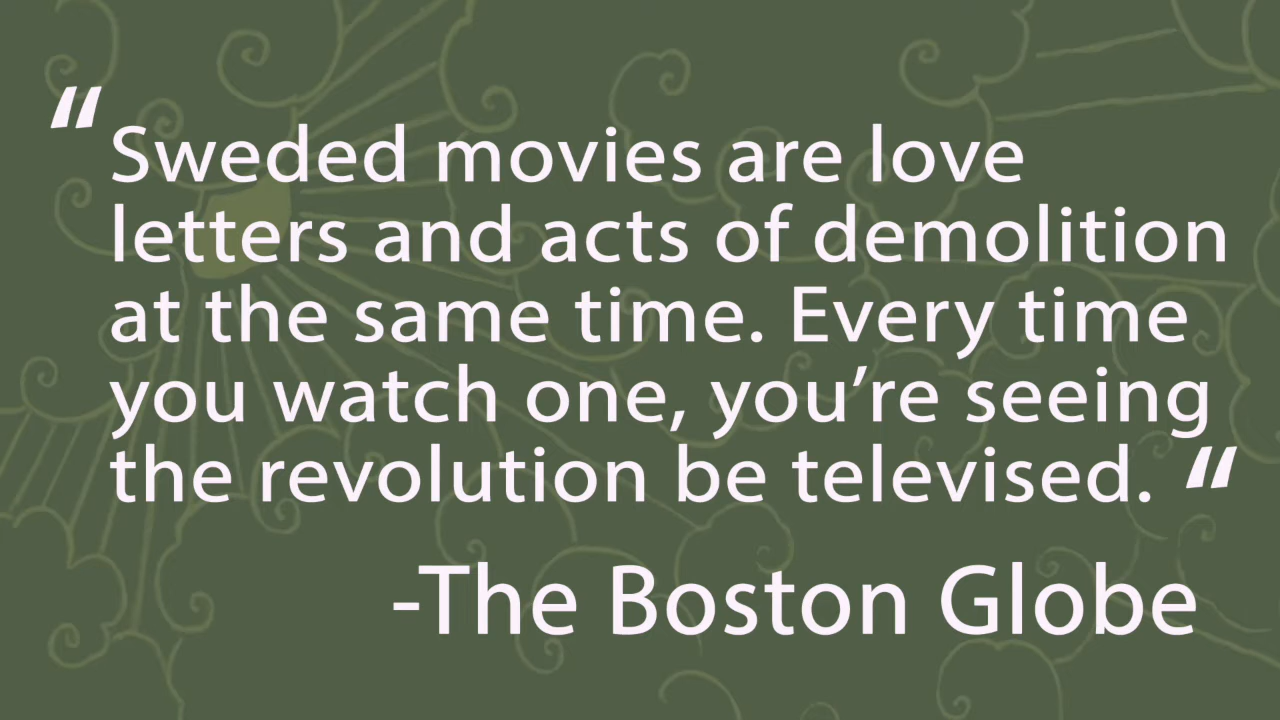 “Sweded movies are love
letters and acts of demolition
at the same time. Every time
you watch one, you’re seeing
the revolution be televised. “
-The Boston Globe